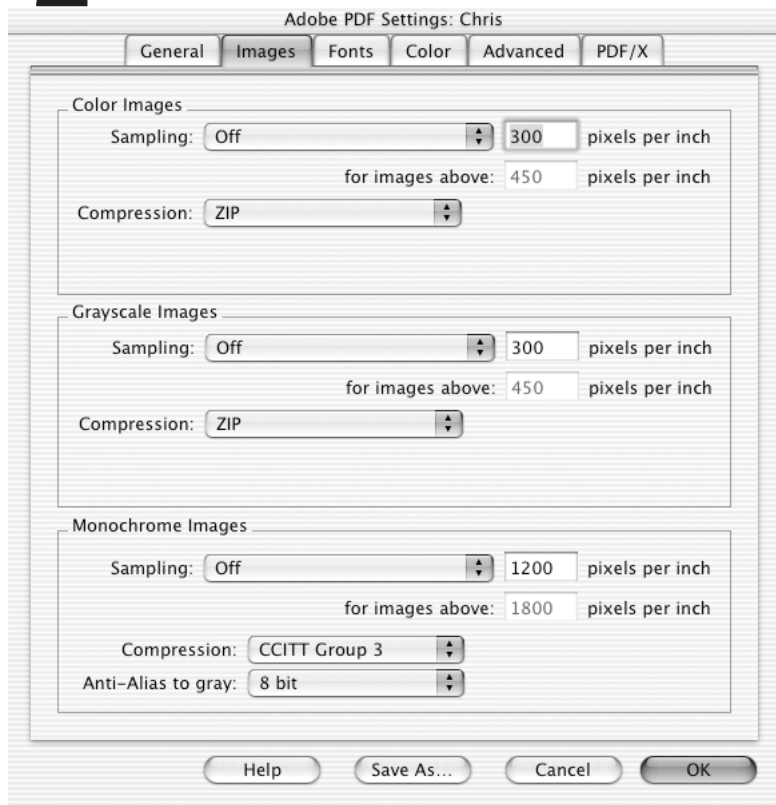 Adobe PDF Settings: Chris
General Images Fonts Color Advanced PDF/X
Color Images
Sampling: Off 300 pixels per inch
for images above: 450 pixels per inch
Compression: ZIP
Grayscale Images
Sampling: Off 300 pixels per inch
for images above: 450 pixels per inch
Compression: ZIP
Monochrome Images
Sampling: Off 1200 pixels per inch
for images above: 1800 pixels per inch
Compression: CCITT Group 3
Anti-Alias to gray: 8 bit
Help Save As... Cancel OK